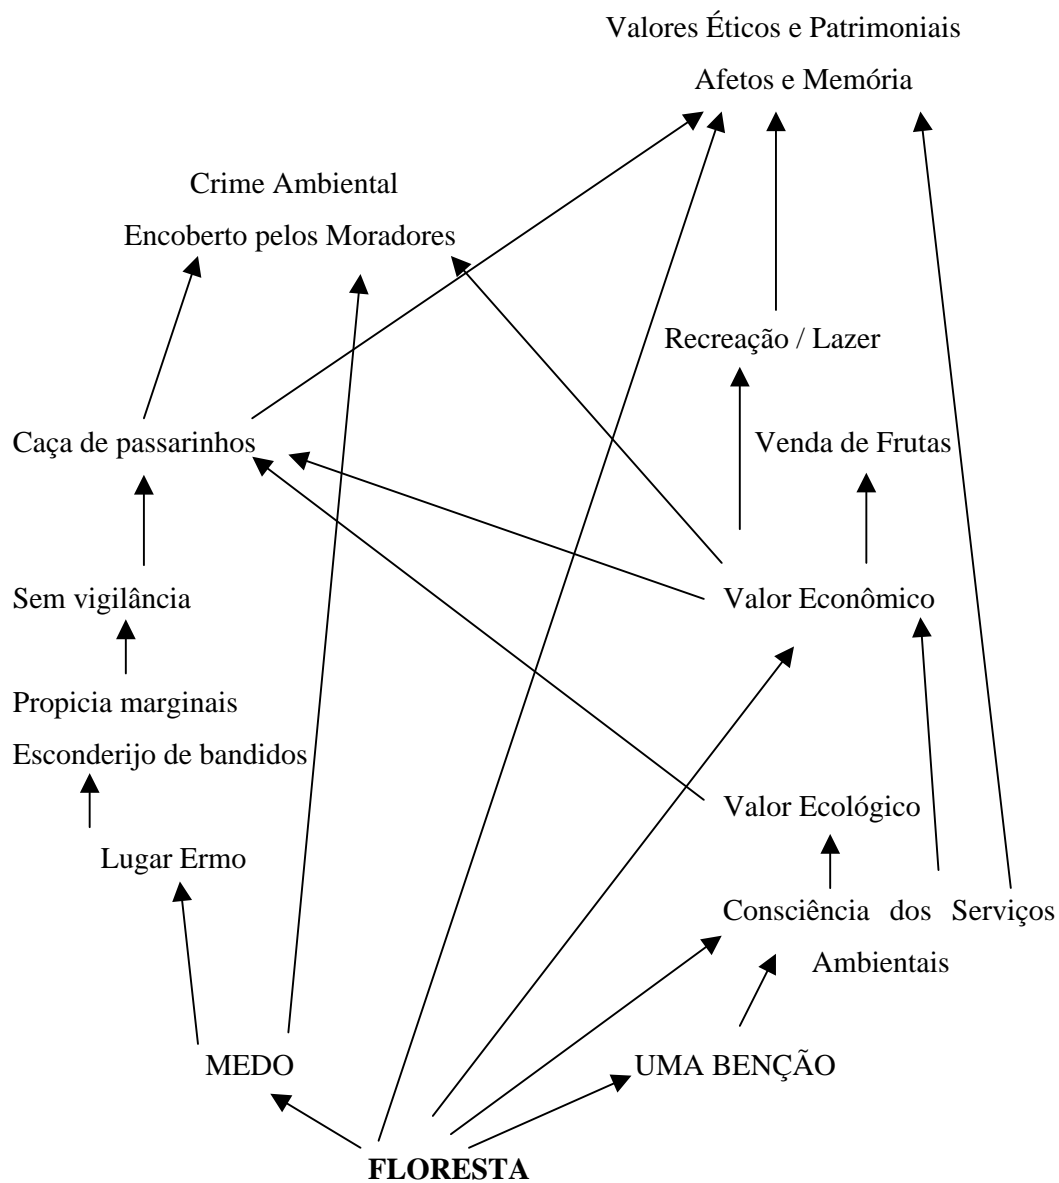 Valores Éticos e Patrimoniais
Afetos e Memória
Crime Ambiental
Encoberto pelos Moradores
Recreação / Lazer
Caça de passarinhos
Venda de Frutas
Sem vigilância
Valor Econômico
Propicia marginais
Esconderijo de bandidos
Valor Ecológico
Lugar Ermo
Consciência dos Serviços
Ambientais
MEDO
UMA BENÇÃO
FLORESTA